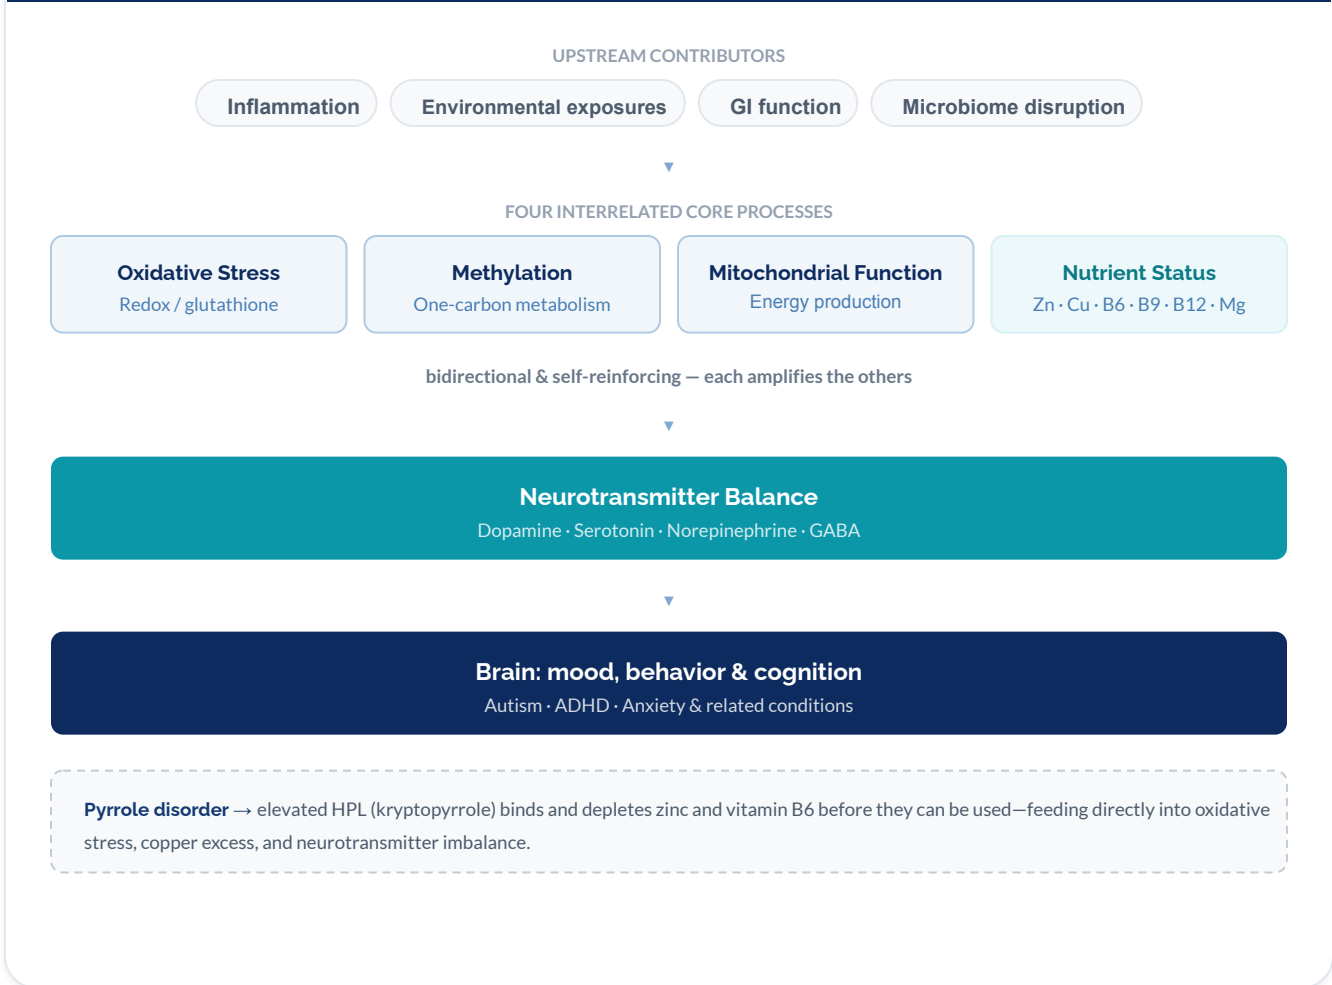 UPSTREAM CONTRIBUTORS
Inflammation
Environmental exposures
GI function
Microbiome disruption
▼
FOUR INTERRELATED CORE PROCESSES
Oxidative Stress
Redox / glutathione
Methylation
One-carbon metabolism
Mitochondrial Function
Energy production
Nutrient Status
Zn · Cu · B6 · B9 · B12 · Mg
bidirectional & self-reinforcing — each amplifies the others
▼
Neurotransmitter Balance
Dopamine · Serotonin · Norepinephrine · GABA
▼
Brain: mood, behavior & cognition
Autism · ADHD · Anxiety & related conditions
Pyrrole disorder → elevated HPL (kryptopyrrole) binds and depletes zinc and vitamin B6 before they can be used—feeding directly into oxidative
stress, copper excess, and neurotransmitter imbalance.